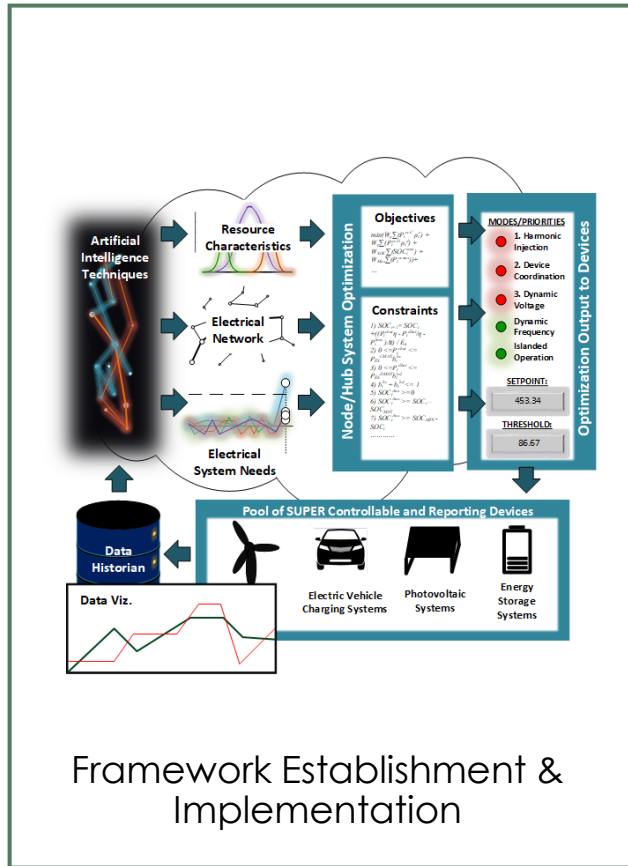 Artificial
Intelligence
Techniques
Resource
Characteristics
Electrical
Network
Electrical
System Needs
Node/Hub System Optimization
Objectives
...
Constraints
5) SOC
.............
MODES/PRIORITIES
1. Harmonic
Injection
2. Device
Coordination
3. Dynamic
Voltage
Dynamic
Frequency
Islanded
Operation
SETPOINT:
453.34
THRESHOLD:
86.67
Optimization Output to Devices
Pool of SUPER Controllable and Reporting Devices
Electric Vehicle
Charging Systems
Photovoltaic
Systems
Energy
Storage
Systems
Data
Historian
Data Viz.
Framework Establishment &
Implementation